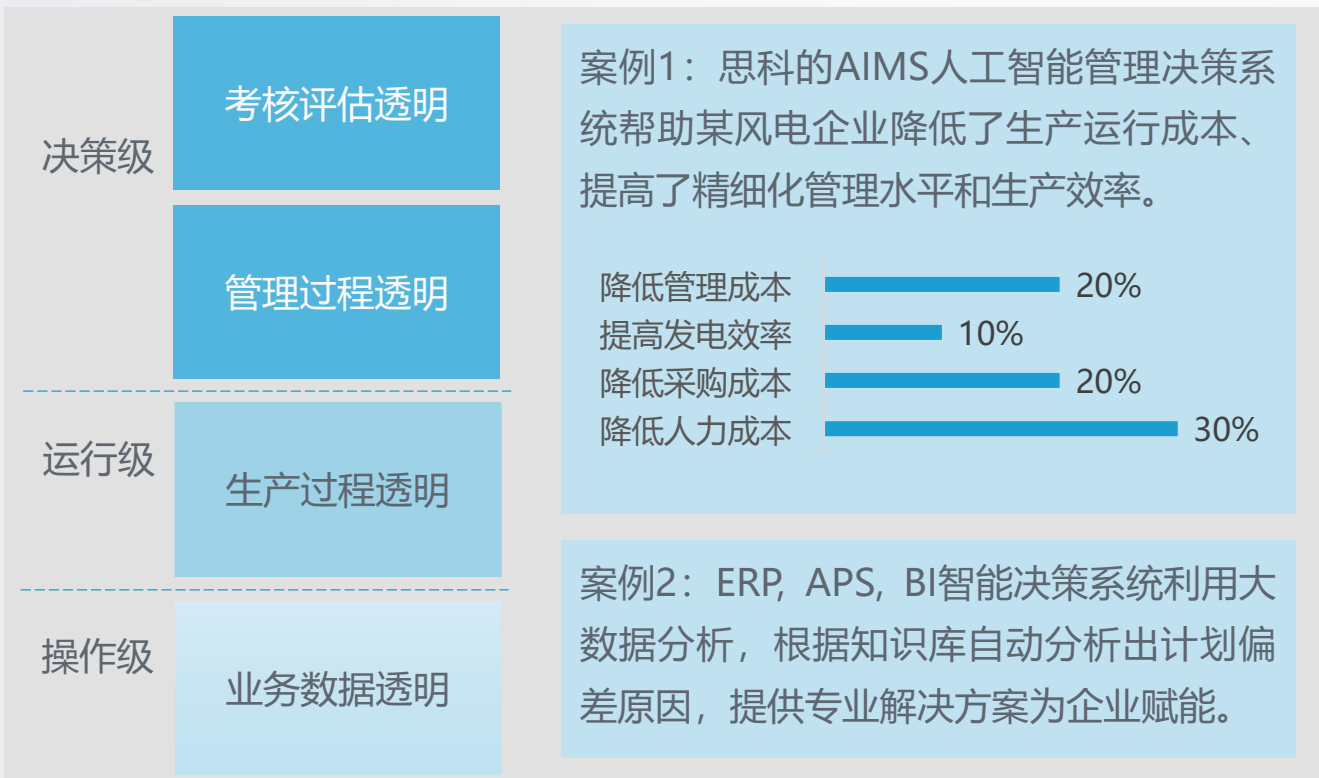 决策级
考核评估透明
管理过程透明
运行级
生产过程透明
操作级
业务数据透明
案例1：思科的AIMS人工智能管理决策系
统帮助某风电企业降低了生产运行成本、
提高了精细化管理水平和生产效率。
降低管理成本 20%
提高发电效率 10%
降低采购成本 20%
降低人力成本 30%
案例2：ERP, APS, BI智能决策系统利用大
数据分析，根据知识库自动分析出计划偏
差原因，提供专业解决方案为企业赋能。